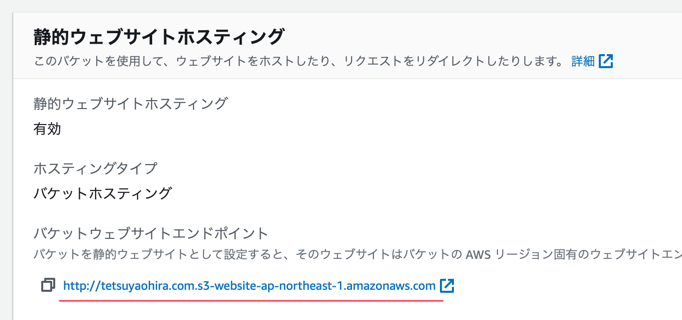 静的ウェブサイトホスティング
このバケットを使用して、ウェブサイトをホストしたり、リクエストをリダイレクトしたりします。 詳細
静的ウェブサイトホスティング
有効
ホスティングタイプ
バケットホスティング
バケットウェブサイトエンドポイント
バケットを静的ウェブサイトとして設定すると、そのウェブサイトはバケットの AWS リージョン固有のウェブサイトエン
http://tetsuyaohira.com.s3-website-ap-northeast-1.amazonaws.com